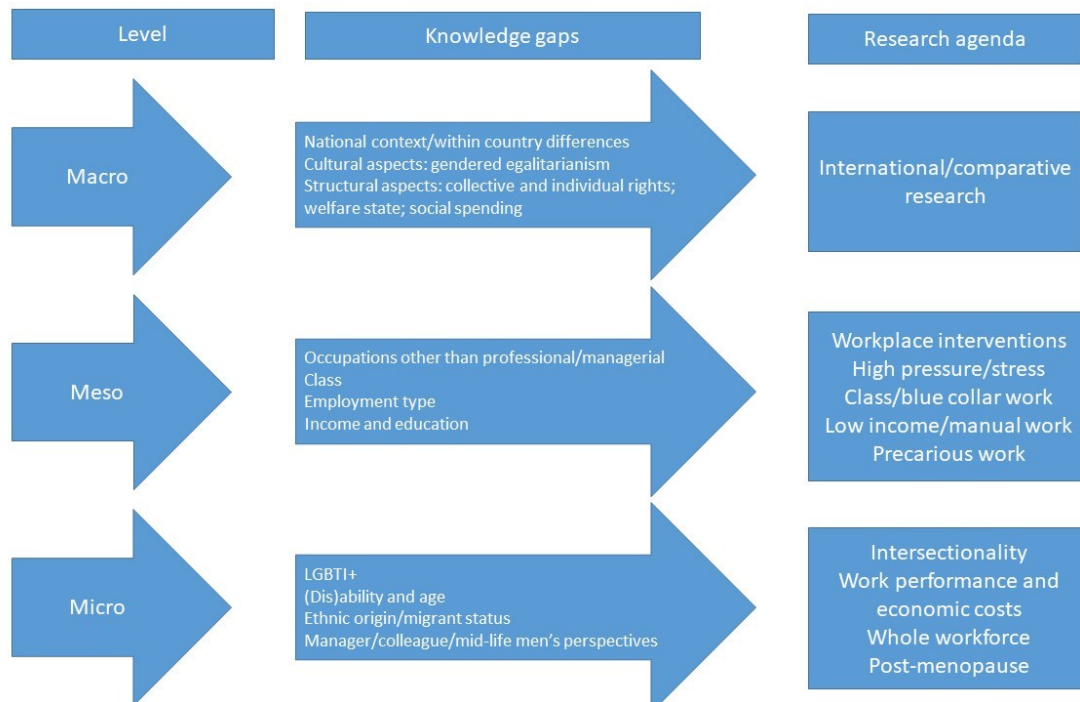 Level
Knowledge gaps
Research agenda
Macro
National context/within country differences
Cultural aspects: gendered egalitarianism
Structural aspects: collective and individual rights;
welfare state; social spending
International/comparative
research
Meso
Occupations other than professional/managerial
Class
Employment type
Income and education
Workplace interventions
High pressure/stress
Class/blue collar work
Low income/manual work
Precarious work
Micro
LGBTI+
(Dis)ability and age
Ethnic origin/migrant status
Manager/colleague/mid-life men’s perspectives
Intersectionality
Work performance and
economic costs
Whole workforce
Post-menopause